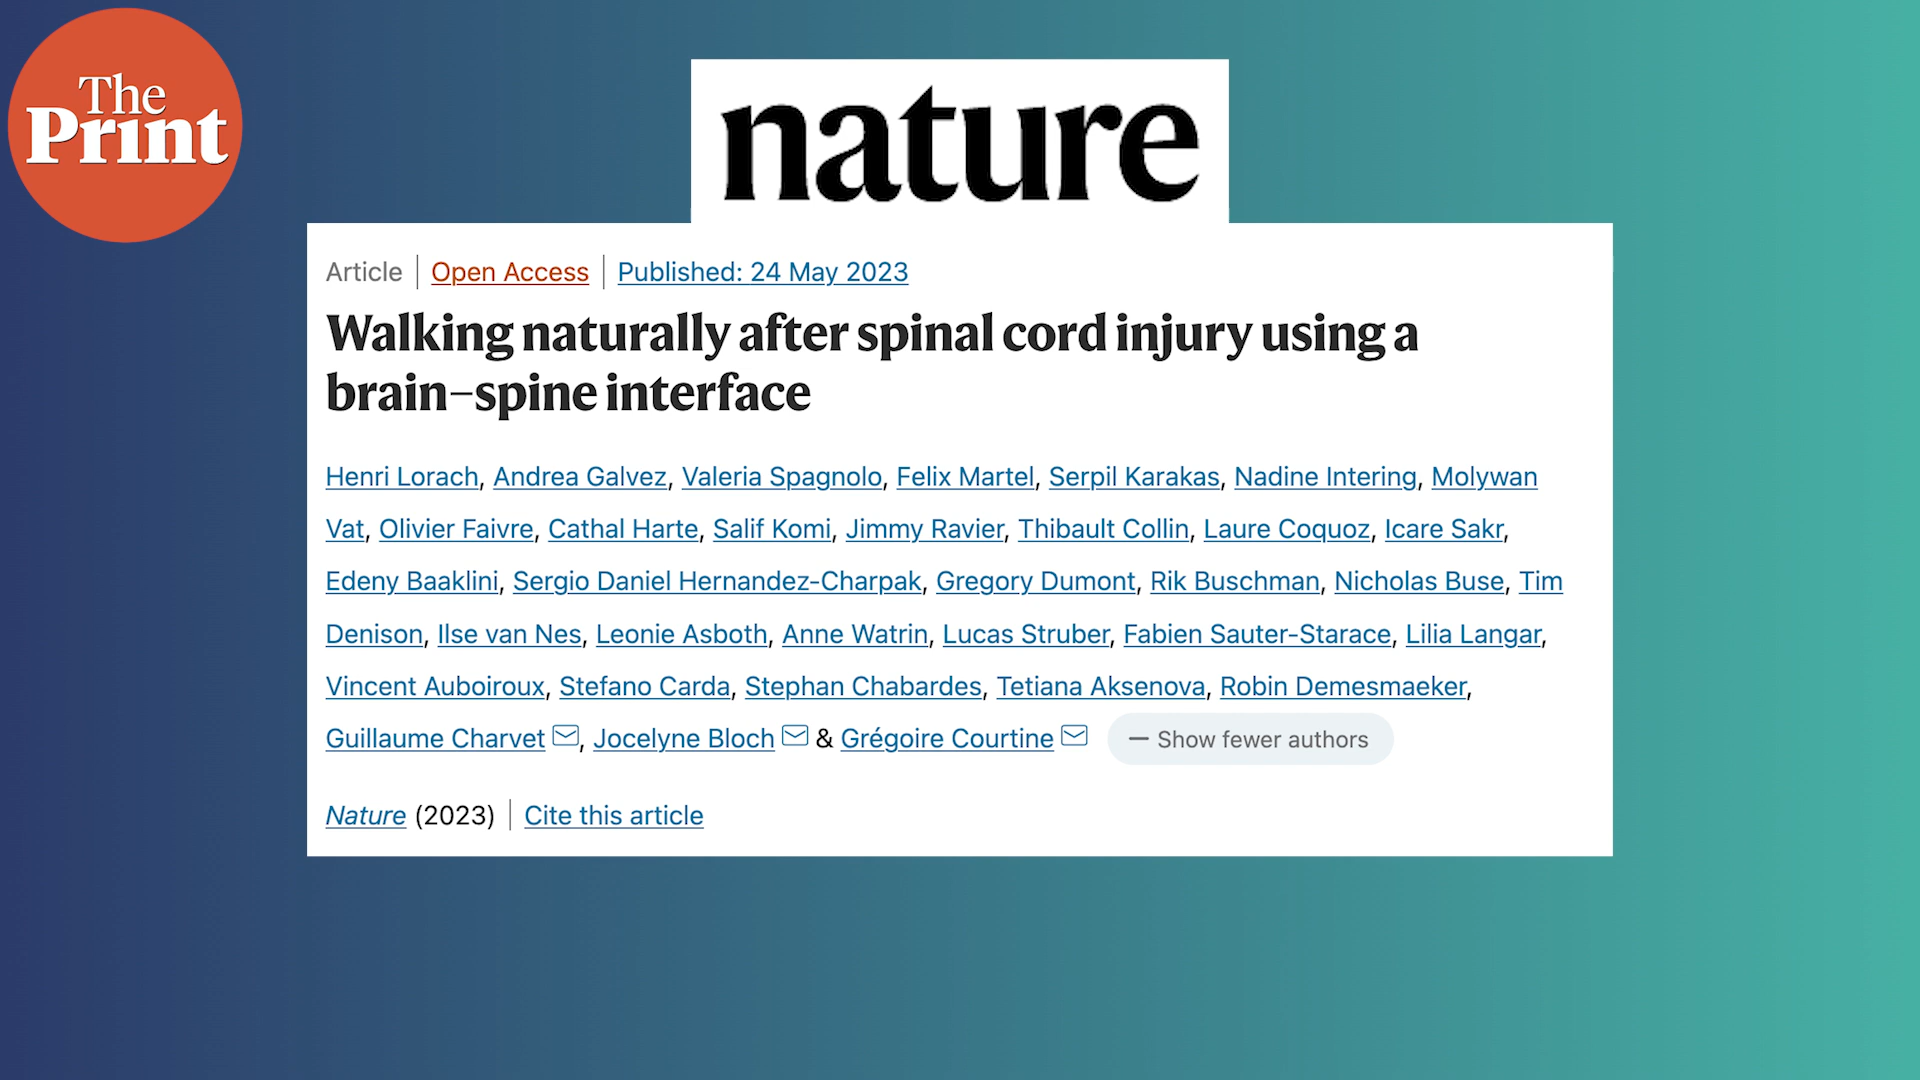 The
Print
nature
Article | Open Access | Published: 24 May 2023
Walking naturally after spinal cord injury using a
brain–spine interface
Henri Lorach, Andrea Galvez, Valeria Spagnolo, Felix Martel, Serpil Karakas, Nadine Intering, Molywan
Vat, Olivier Faivre, Cathal Harte, Salif Komi, Jimmy Ravier, Thibault Collin, Laure Coquoz, Icare Sakr,
Edeny Baaklini, Sergio Daniel Hernandez-Charpak, Gregory Dumont, Rik Buschman, Nicholas Buse, Tim
Denison, Ilse van Nes, Leonie Asboth, Anne Watrin, Lucas Struber, Fabien Sauter-Starace, Lilia Langar,
Vincent Auboiroux, Stefano Carda, Stephan Chabardes, Tetiana Aksenova, Robin Demesmaeker,
Guillaume Charvet, Jocelyne Bloch & Grégoire Courtine — Show fewer authors
Nature (2023) | Cite this article